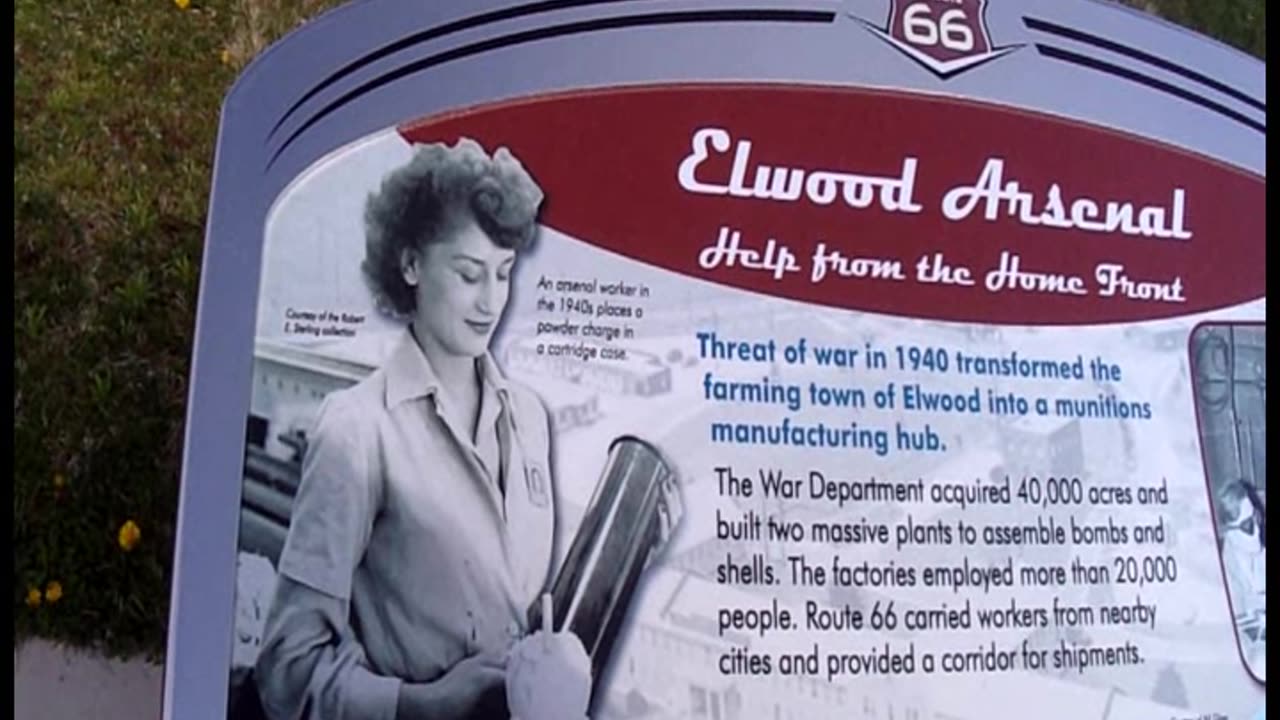 66
Elwood Arsenal
Help from the Home Front
An arsenal worker in
the 1940s places a
powder charge in
a cartridge case.
Courtesy of the Robert
E. Sterling collection
Threat of war in 1940 transformed the
farming town of Elwood into a munitions
manufacturing hub.
The War Department acquired 40,000 acres and
built two massive plants to assemble bombs and
shells. The factories employed more than 20,000
people. Route 66 carried workers from nearby
cities and provided a corridor for shipments.